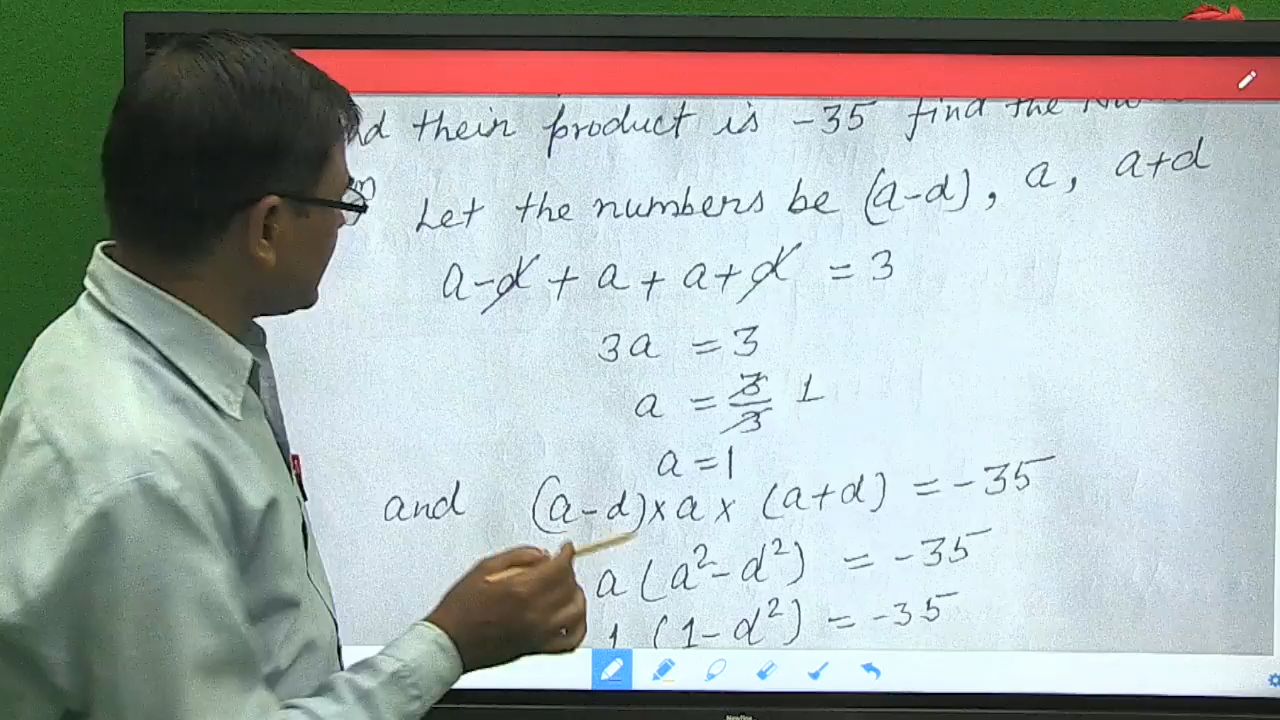 their product is -35 find the
Let the numbers be (a-d), a, a+d
a-d + a + a+d = 3
3a = 3
a = 3/3 1
a = 1
and (a-d)×a×(a+d) = -35
a(a²-d²) = -35
1(1-d²) = -35